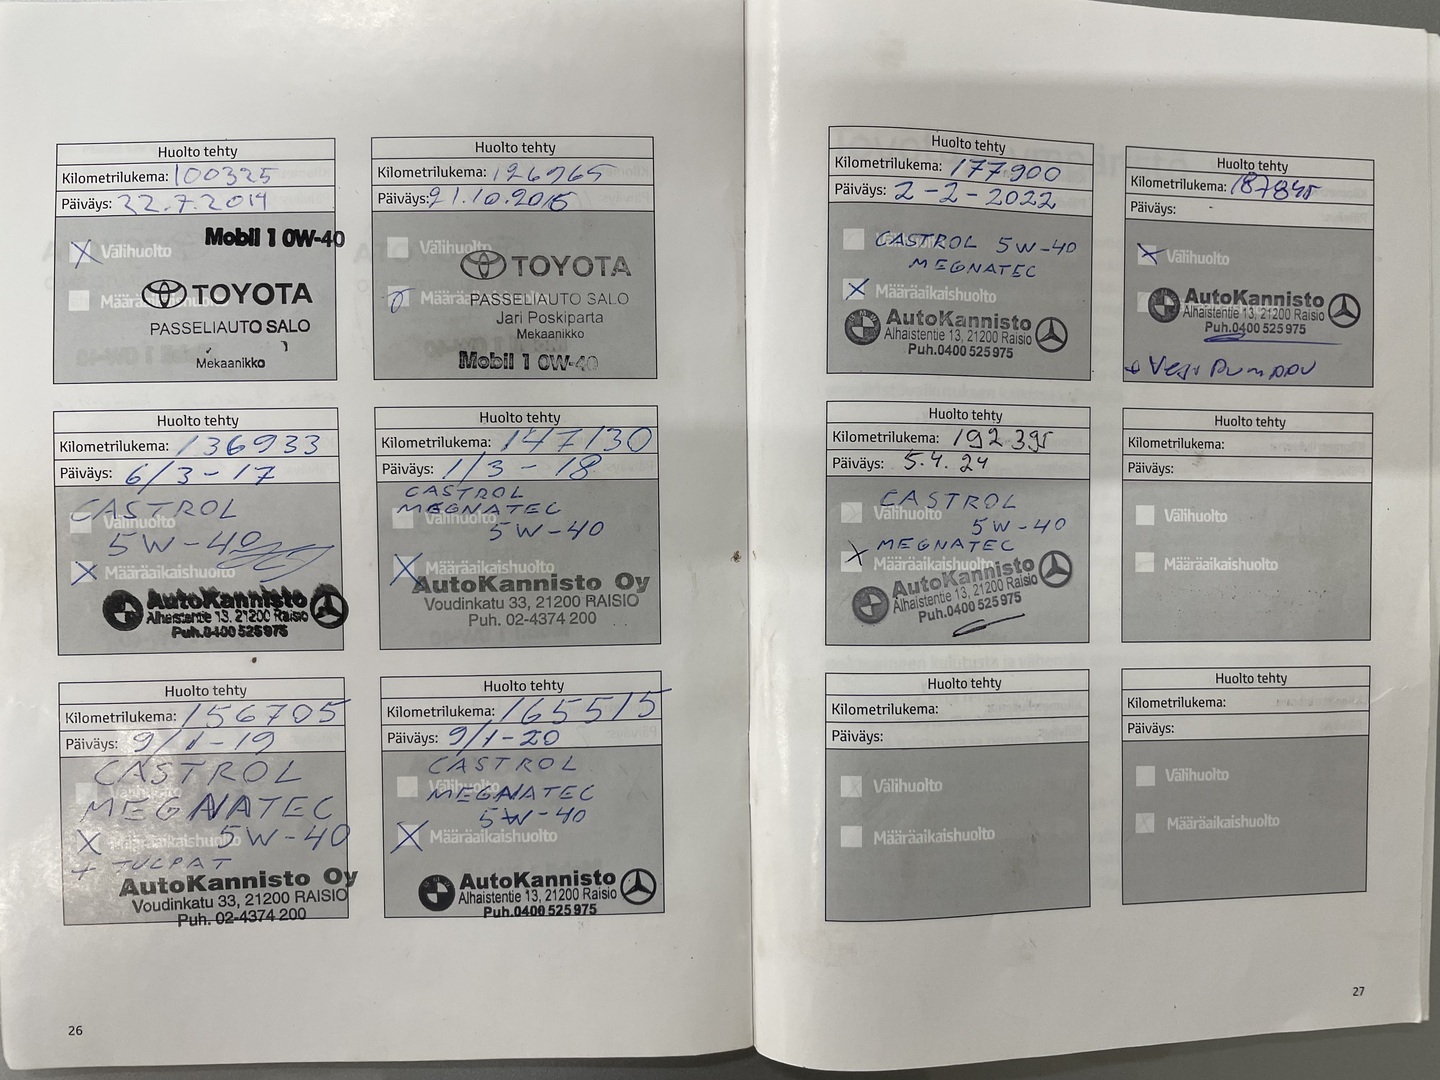 Huolto tehty
Kilometrilukema: 100325
Päiväys: 22.7.2014
Mobil 1 0W-40
Välihuolto
Määräaikaishuolto
TOYOTA
PASSELIAUTO SALO
Mekaanikko
Huolto tehty
Kilometrilukema: 126965
Päiväys: 21.10.2015
Välihuolto
TOYOTA
Määräaikaishuolto
PASSELIAUTO SALO
Jari Poskiparta
Mekaanikko
Mobil 1 0W-40
Huolto tehty
Kilometrilukema: 136933
Päiväys: 6/3-17
CASTROL
Välihuolto
5W-40
Määräaikaishuolto
AutoKannisto
Alhaistentie 13, 21200 Raisio
Puh.0400 525975
Huolto tehty
Kilometrilukema: 147130
Päiväys: 1/3-18
CASTROL
MEGNATEC
Välihuolto
5W-40
Määräaikaishuolto
AutoKannisto Oy
Voudinkatu 33, 21200 RAISIO
Puh. 02-4374 200
Huolto tehty
Kilometrilukema: 156705
Päiväys: 9/1-19
CASTROL
Välihuolto
MEGNATEC
5W-40
Määräaikaishuolto
+ TULPAT
AutoKannisto Oy
Voudinkatu 33, 21200 RAISIO
Puh. 02-4374 200
Huolto tehty
Kilometrilukema: 165515
Päiväys: 9/1-20
CASTROL
Välihuolto
MEGNATEC
5W-40
Määräaikaishuolto
AutoKannisto
Alhaistentie 13, 21200 Raisio
Puh.0400 525975
26
Huolto tehty
Kilometrilukema: 177900
Päiväys: 2-2-2022
CASTROL 5W-40
MEGNATEC
Määräaikaishuolto
AutoKannisto
Alhaistentie 13, 21200 Raisio
Puh.0400 525975
Huolto tehty
Kilometrilukema: 187845
Päiväys:
Välihuolto
AutoKannisto
Alhaistentie 13, 21200 Raisio
Puh.0400 525975
+ Vesi Pumppu
Huolto tehty
Kilometrilukema: 192395
Päiväys: 5.4.24
CASTROL
Välihuolto
5W-40
MEGNATEC
Määräaikaishuolto
AutoKannisto
Alhaistentie 13, 21200 Raisio
Puh.0400 525975
Huolto tehty
Kilometrilukema:
Päiväys:
Välihuolto
Määräaikaishuolto
Huolto tehty
Kilometrilukema:
Päiväys:
Välihuolto
Määräaikaishuolto
Huolto tehty
Kilometrilukema:
Päiväys:
Välihuolto
Määräaikaishuolto
27